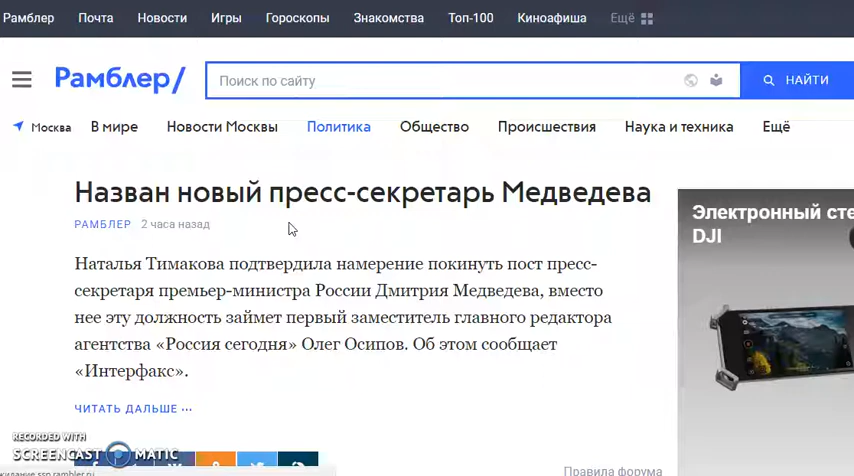 Рамблер Почта Новости Игры Гороскопы Знакомства Топ-100 Киноафиша Ещё
Рамблер/ Поиск по сайту НАЙТИ
Москва В мире Новости Москвы Политика Общество Происшествия Наука и техника Ещё
Назван новый пресс-секретарь Медведева
РАМБЛЕР 2 часа назад
Наталья Тимакова подтвердила намерение покинуть пост пресс-
секретаря премьер-министра России Дмитрия Медведева, вместо
нее эту должность займет первый заместитель главного редактора
агентства «Россия сегодня» Олег Осипов. Об этом сообщает
«Интерфакс».
ЧИТАТЬ ДАЛЬШЕ ···
Электронный сте
DJI
RECORDED WITH
SCREENCAST MATIC
Правила форума